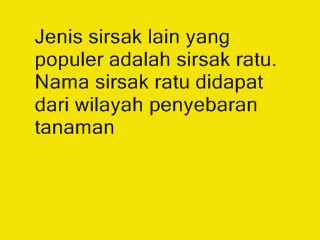 Jenis sirsak lain yang
populer adalah sirsak ratu.
Nama sirsak ratu didapat
dari wilayah penyebaran
tanaman